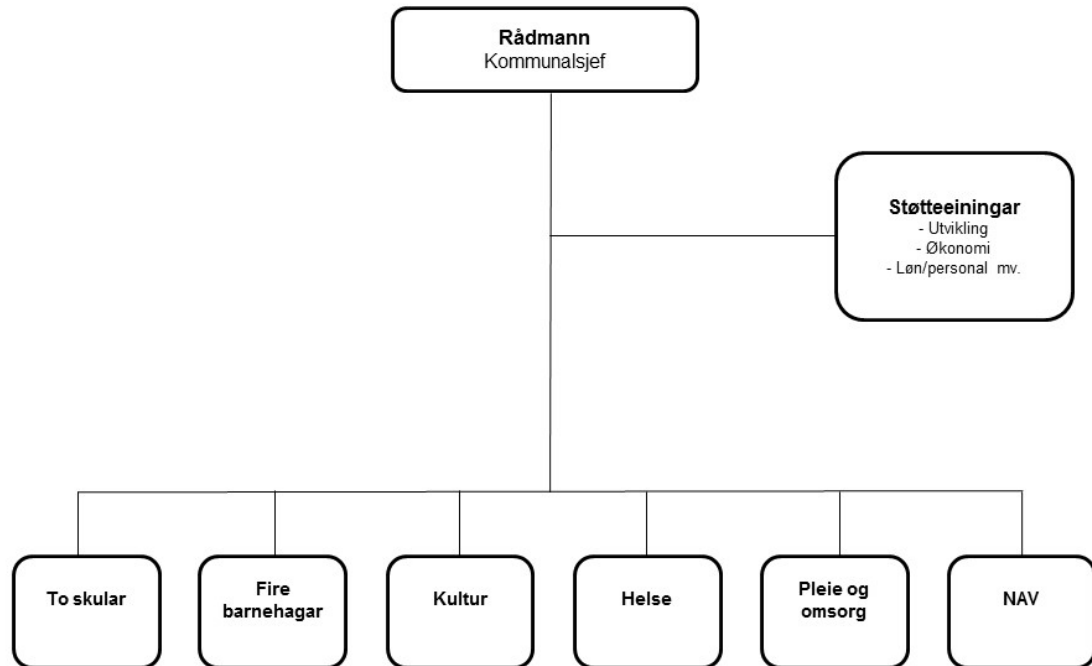 Rådmann
Kommunalsjef
Støtteeiningar
- Utvikling
- Økonomi
- Løn/personal mv.
To skular
Fire
barnehagar
Kultur
Helse
Pleie og
omsorg
NAV